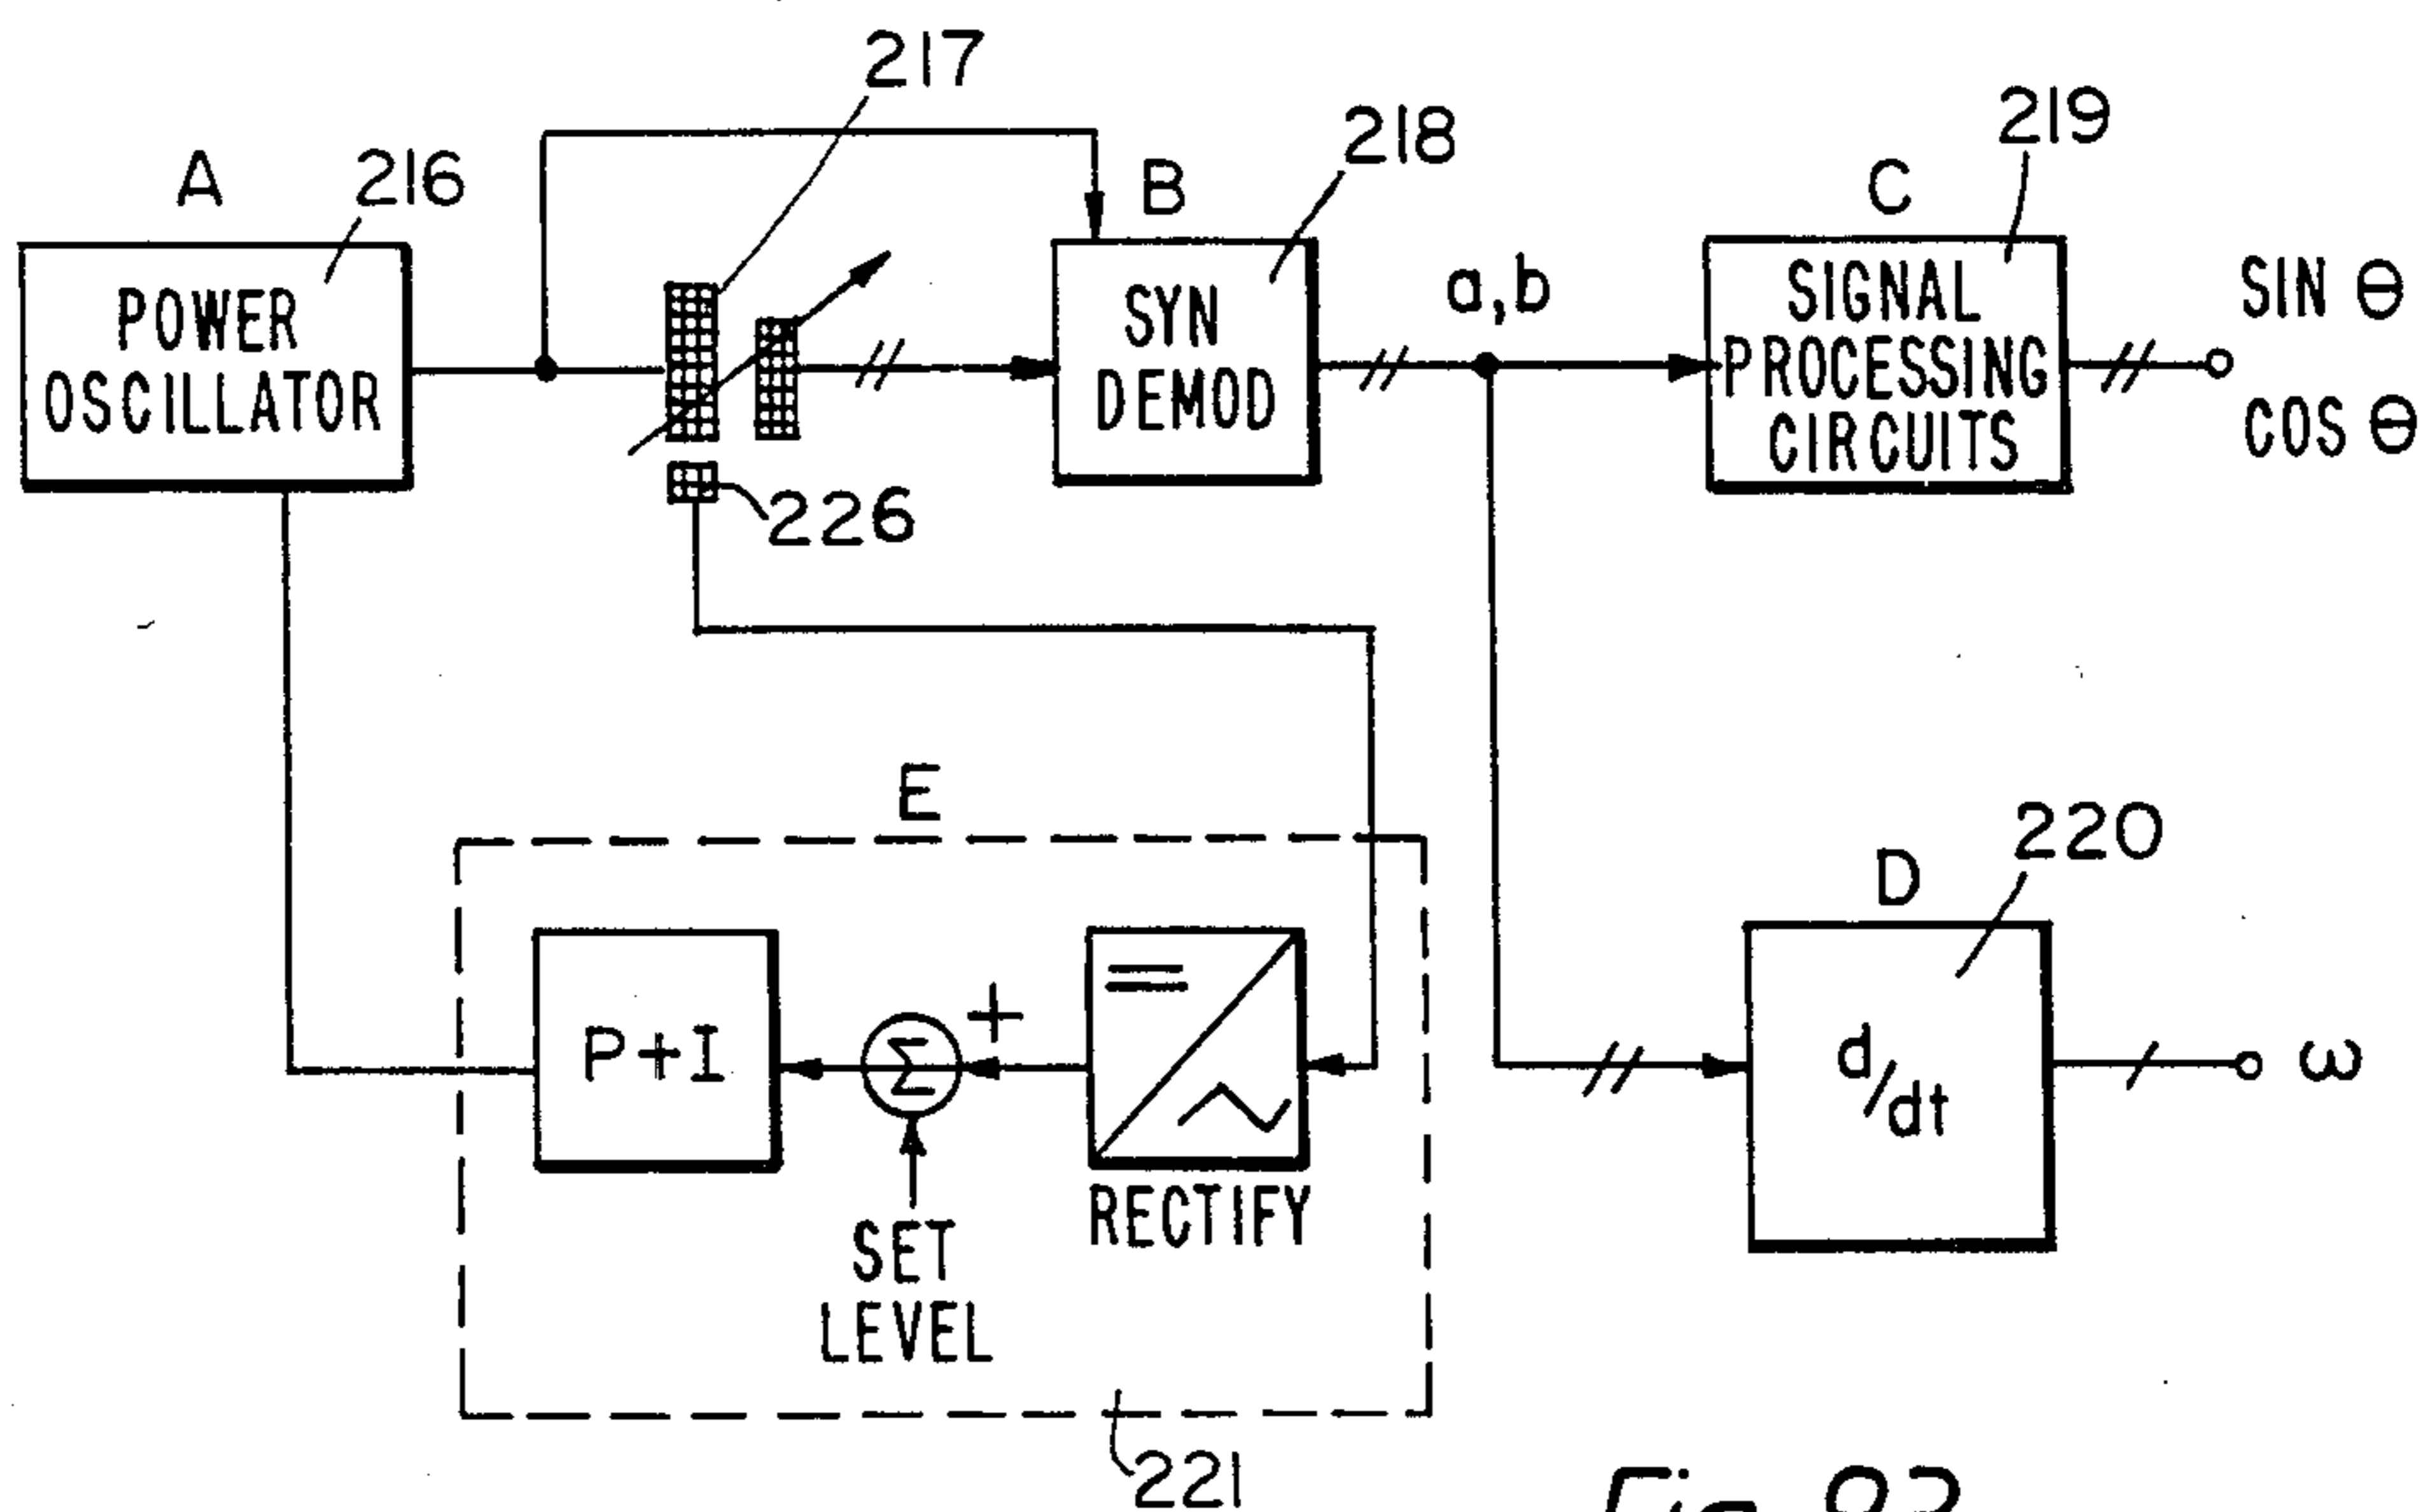 217
A
216
B
218
C
219
POWER
OSCILLATOR
SYN
DEMOD
a,b
SIGNAL
PROCESSING
CIRCUITS
SIN Θ
COS Θ
226
E
D
220
P+I
Σ
+
SET
LEVEL
RECTIFY
d/dt
ω
221